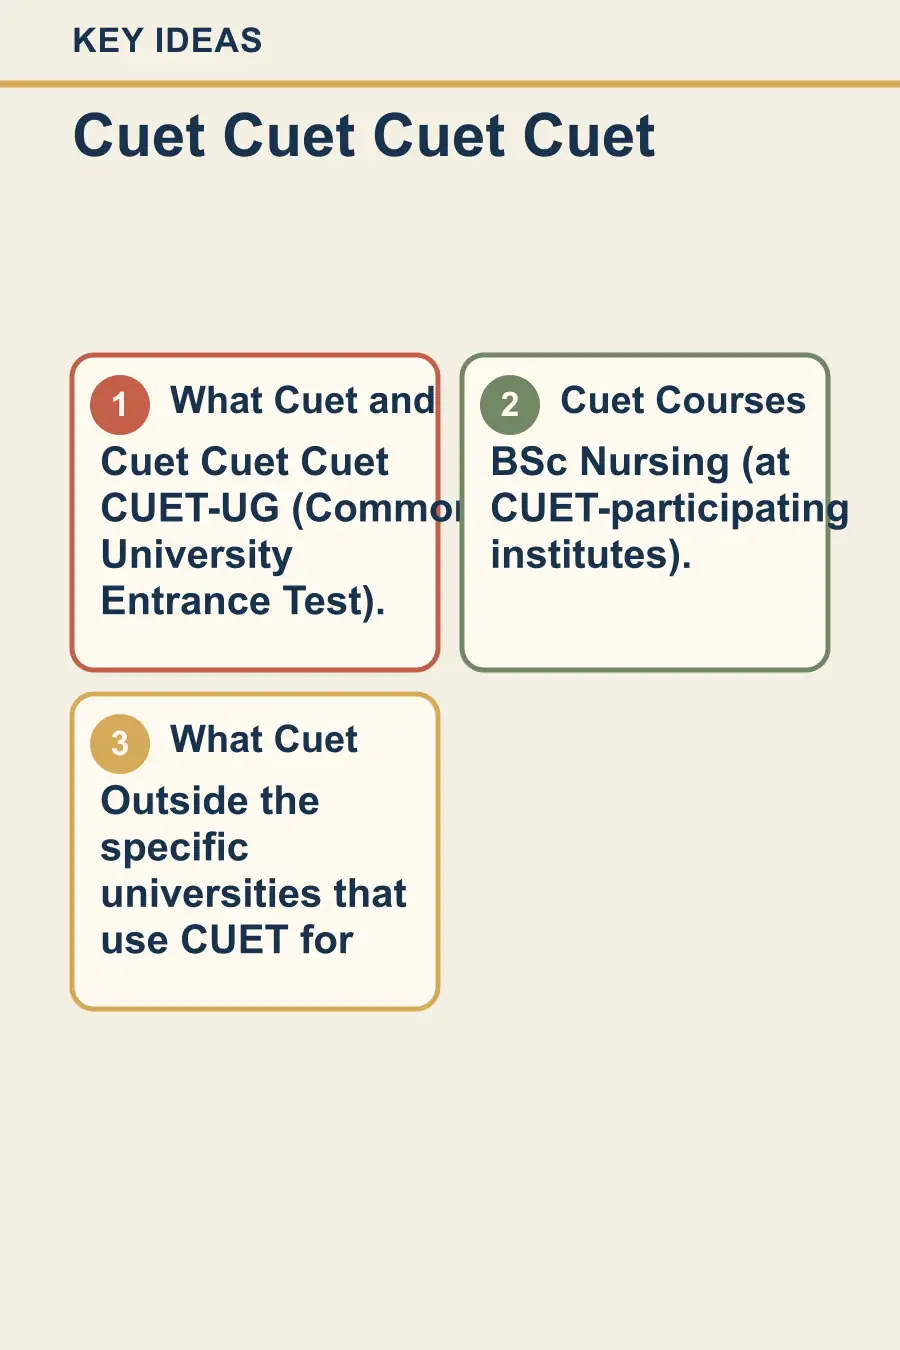 KEY IDEAS
Cuet Cuet Cuet Cuet
1 What Cuet and
Cuet Cuet Cuet
CUET-UG (Common
University
Entrance Test).
2 Cuet Courses
BSc Nursing (at
CUET-participating
institutes).
3 What Cuet
Outside the
specific
universities that
use CUET for